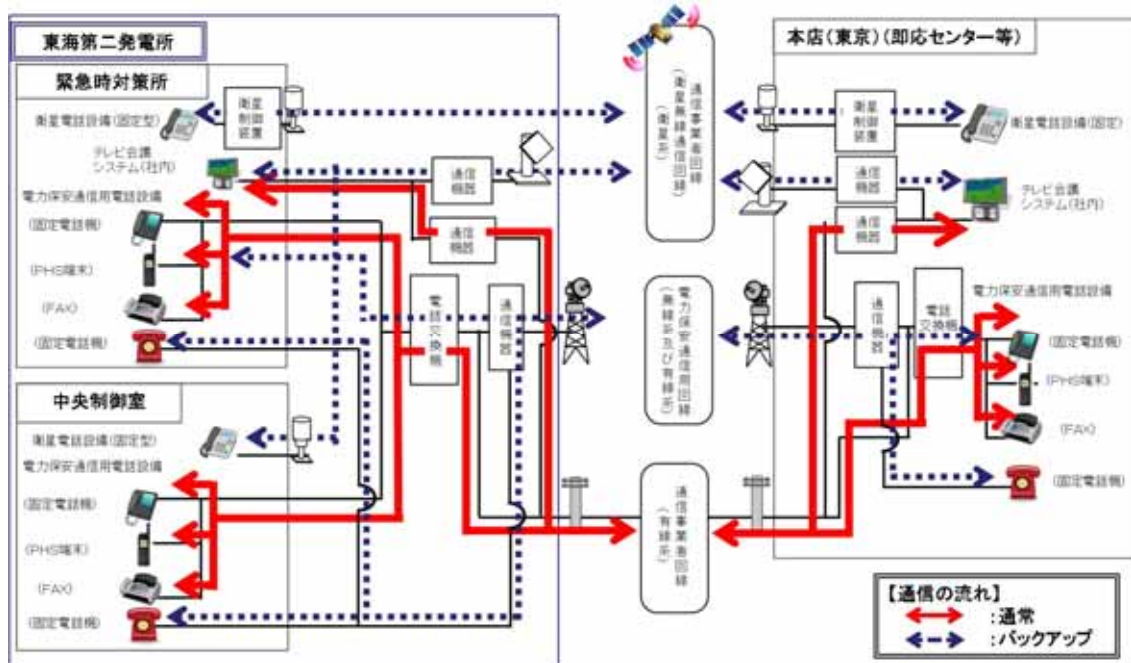 東海第二発電所
緊急時対策所
衛星電話設備(固定型)
衛星
制御
装置
テレビ会議
システム(社内)
通信
機器
電力保安通信用電話設備
(固定電話機)
(PHS端末)
(FAX)
(固定電話機)
通信
機器
電話交換機
通信機器
中央制御室
衛星電話設備(固定型)
電力保安通信用電話設備
(固定電話機)
(PHS端末)
(FAX)
(固定電話機)
通信事業者回線
(衛星無線通信回線)
(衛星系)
電力保安通信用回線
(無線系及び有線系)
通信事業者回線
(有線系)
本店(東京)(即応センター等)
衛星
制御
装置
衛星電話設備(固定)
通信
機器
テレビ会議
システム(社内)
通信
機器
通信機器
電話交換機
電力保安通信用電話設備
(固定電話機)
(PHS端末)
(FAX)
(固定電話機)
【通信の流れ】
:通常
:バックアップ